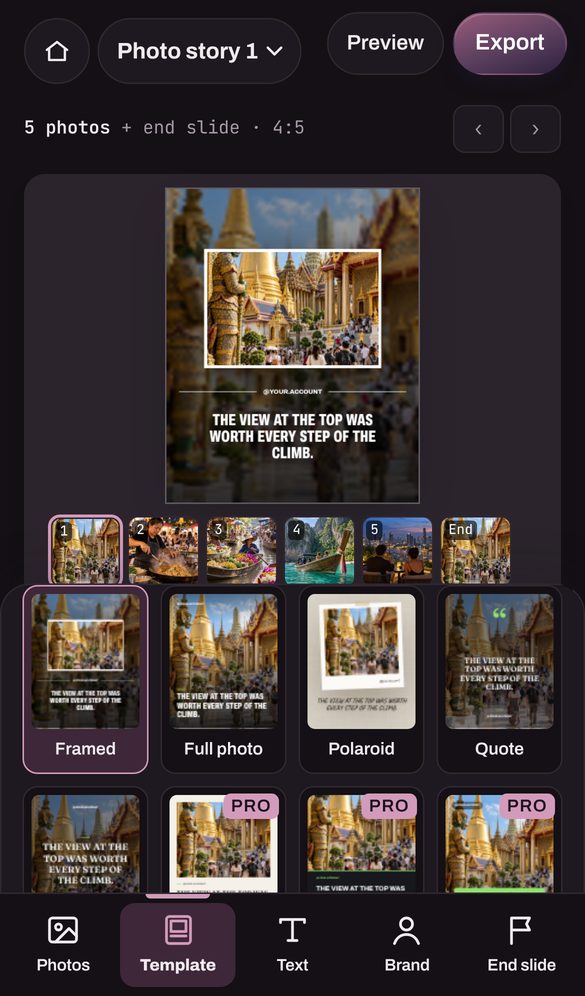 Photo story 1
Preview
Export
5 photos + end slide · 4:5
‹
›
@YOUR.ACCOUNT
THE VIEW AT THE TOP WAS
WORTH EVERY STEP OF THE
CLIMB.
1
2
3
4
5
End
THE VIEW AT THE TOP WAS
WORTH EVERY STEP OF THE
CLIMB.
Framed
THE VIEW AT THE TOP WAS
WORTH EVERY STEP OF THE
CLIMB.
Full photo
THE VIEW AT THE TOP WAS WORTH
EVERY STEP OF THE CLIMB.
Polaroid
“
THE VIEW AT THE
TOP WAS WORTH
EVERY STEP OF THE
CLIMB.
Quote
THE VIEW AT THE
TOP WAS WORTH
EVERY STEP OF
THE CLIMB.
PRO
PRO
THE VIEW AT THE TOP WAS
PRO
Photos
Template
Text
Brand
End slide